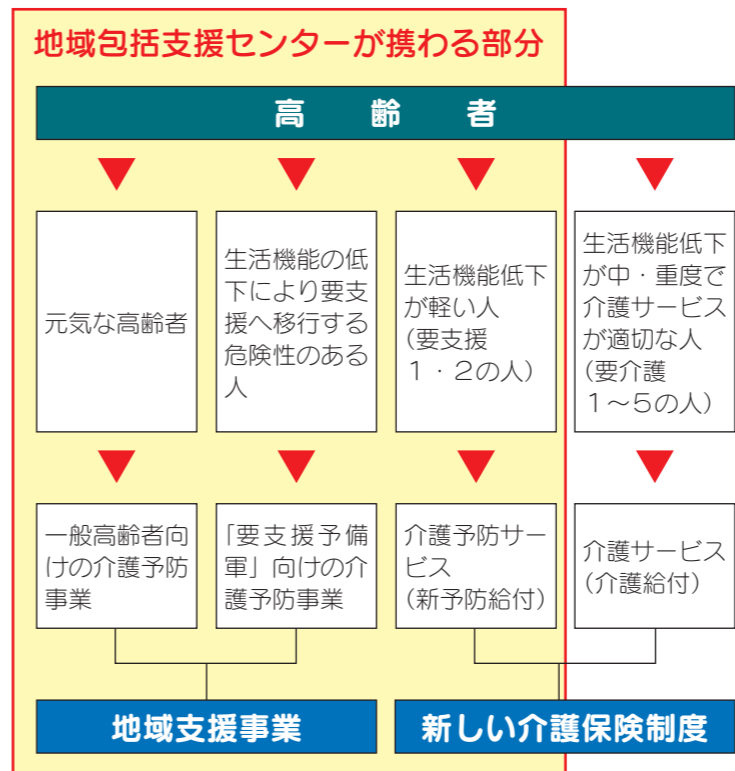 地域包括支援センターが携わる部分
高齢者
元気な高齢者
生活機能の低
下により要支
援へ移行する
危険性のある
人
生活機能低下
が軽い人
(要支援
１・２の人)
生活機能低下
が中・重度で
介護サービス
が適切な人
(要介護
１～５の人)
一般高齢者向
けの介護予防
事業
「要支援予備
軍」向けの介
護予防事業
介護予防サー
ビス
(新予防給付)
介護サービス
(介護給付)
地域支援事業
新しい介護保険制度